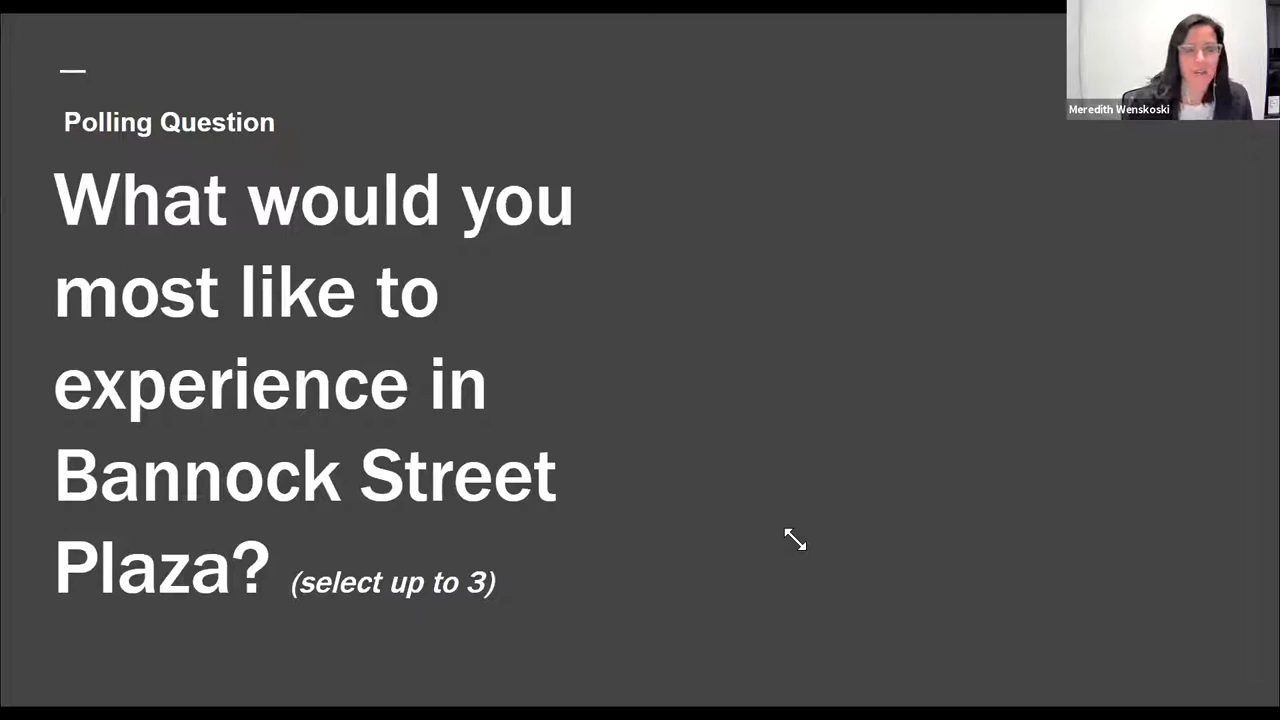 Meredith Wenskoski
Polling Question
What would you
most like to
experience in
Bannock Street
Plaza? (select up to 3)